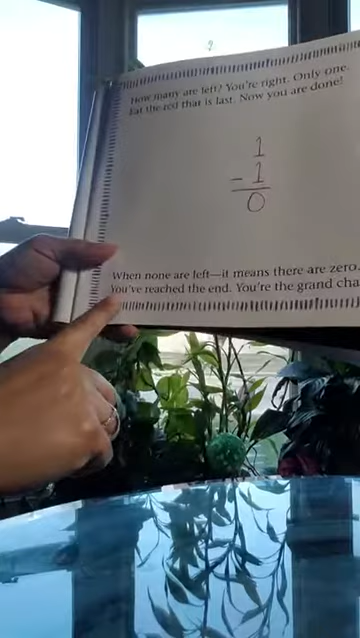 How many are left? You're right. Only one.
Eat the red that is last. Now you are done!
1
- 1
0
When none are left—it means there are zero.
You've reached the end. You're the grand